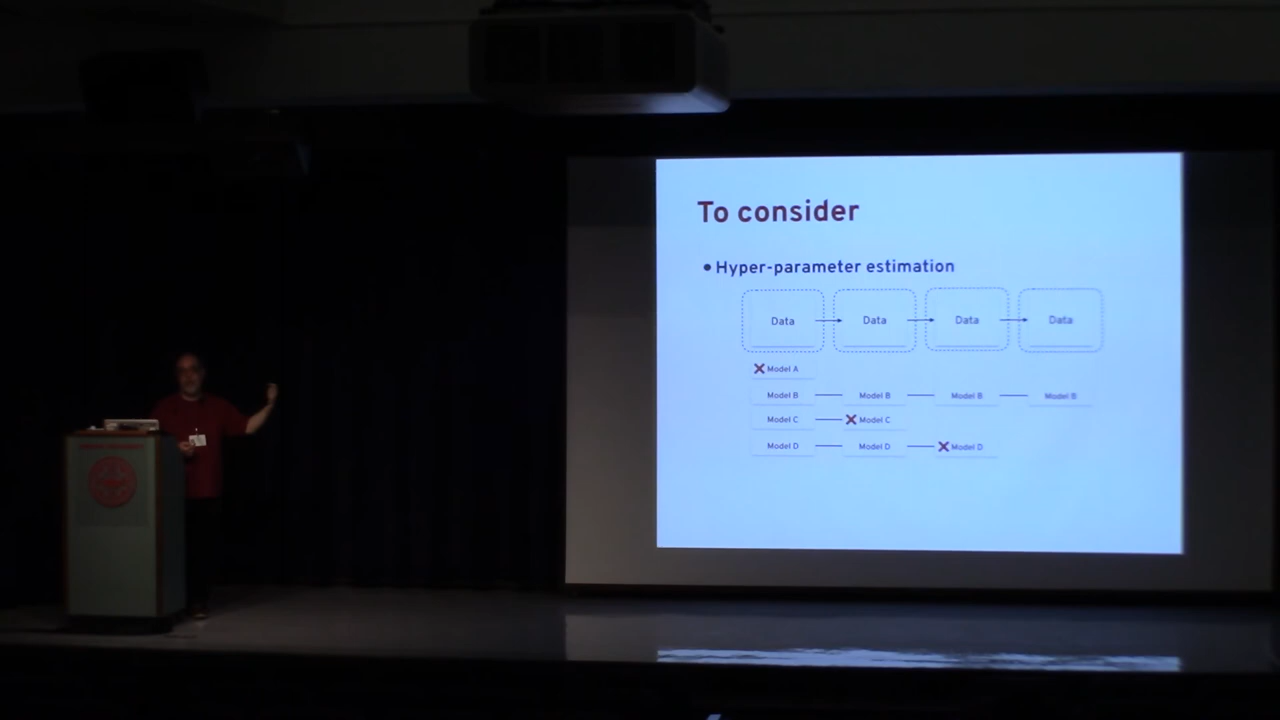 To consider
• Hyper-parameter estimation
Data Data Data Data
Model A
Model B Model B Model B Model B
Model C Model C
Model D Model D Model D